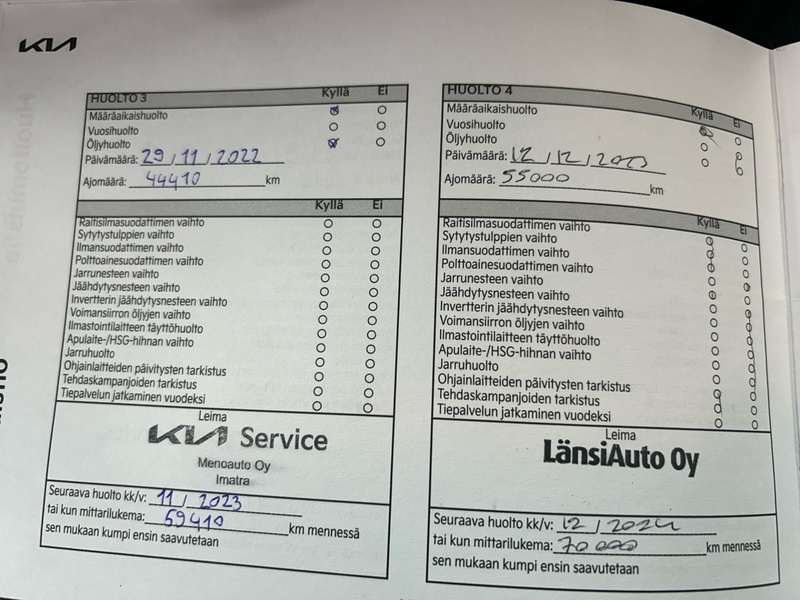 KIA
HUOLTO 3 Kyllä Ei
Määräaikaishuolto
Vuosihuolto
Öljyhuolto
Päivämäärä: 29 / 11 / 2022
Ajomäärä: 44410 km
Kyllä Ei
Raitisilmasuodattimen vaihto
Sytytystulppien vaihto
Ilmansuodattimen vaihto
Polttoainesuodattimen vaihto
Jarrunesteen vaihto
Jäähdytysnesteen vaihto
Invertterin jäähdytysnesteen vaihto
Voimansiirron öljyjen vaihto
Ilmastointilaitteen täyttöhuolto
Apulaite-/HSG-hihnan vaihto
Jarruhuolto
Ohjainlaitteiden päivitysten tarkistus
Tehdaskampanjoiden tarkistus
Tiepalvelun jatkaminen vuodeksi
Leima
KIA Service
Menoauto Oy
Imatra
Seuraava huolto kk/v: 11 / 2023
tai kun mittarilukema: 59410 km mennessä
sen mukaan kumpi ensin saavutetaan
HUOLTO 4 Kyllä Ei
Määräaikaishuolto
Vuosihuolto
Öljyhuolto
Päivämäärä: 12 / 12 / 2023
Ajomäärä: 55000 km
Kyllä Ei
Raitisilmasuodattimen vaihto
Sytytystulppien vaihto
Ilmansuodattimen vaihto
Polttoainesuodattimen vaihto
Jarrunesteen vaihto
Jäähdytysnesteen vaihto
Invertterin jäähdytysnesteen vaihto
Voimansiirron öljyjen vaihto
Ilmastointilaitteen täyttöhuolto
Apulaite-/HSG-hihnan vaihto
Jarruhuolto
Ohjainlaitteiden päivitysten tarkistus
Tehdaskampanjoiden tarkistus
Tiepalvelun jatkaminen vuodeksi
Leima
LänsiAuto Oy
Seuraava huolto kk/v: 12 / 2024
tai kun mittarilukema: 70000 km mennessä
sen mukaan kumpi ensin saavutetaan